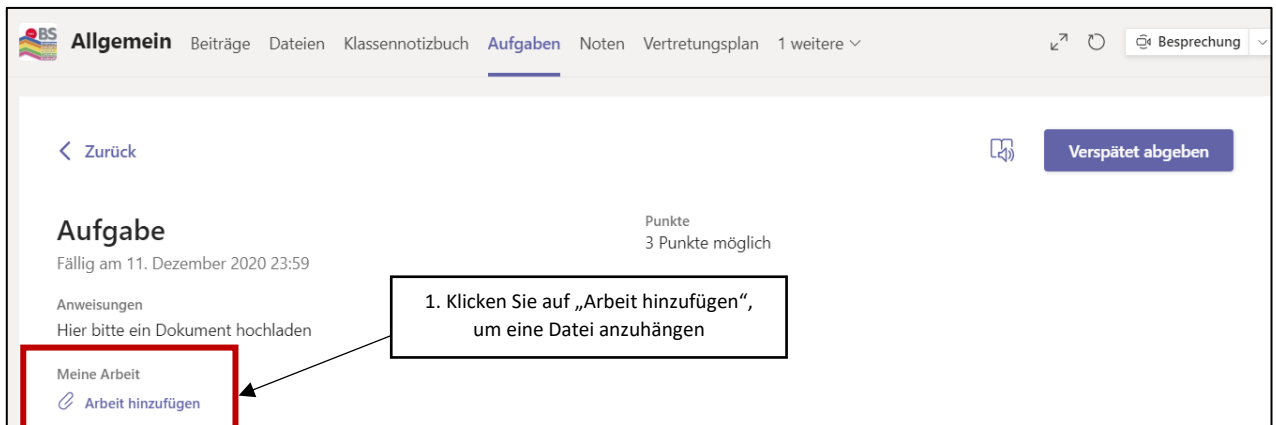 BS
Allgemein Beiträge Dateien Klassennotizbuch Aufgaben Noten Vertretungsplan 1 weitere Besprechung
Zurück
Verspätet abgeben
Aufgabe
Fällig am 11. Dezember 2020 23:59
Punkte
3 Punkte möglich
Anweisungen
Hier bitte ein Dokument hochladen
1. Klicken Sie auf „Arbeit hinzufügen“,
um eine Datei anzuhängen
Meine Arbeit
Arbeit hinzufügen